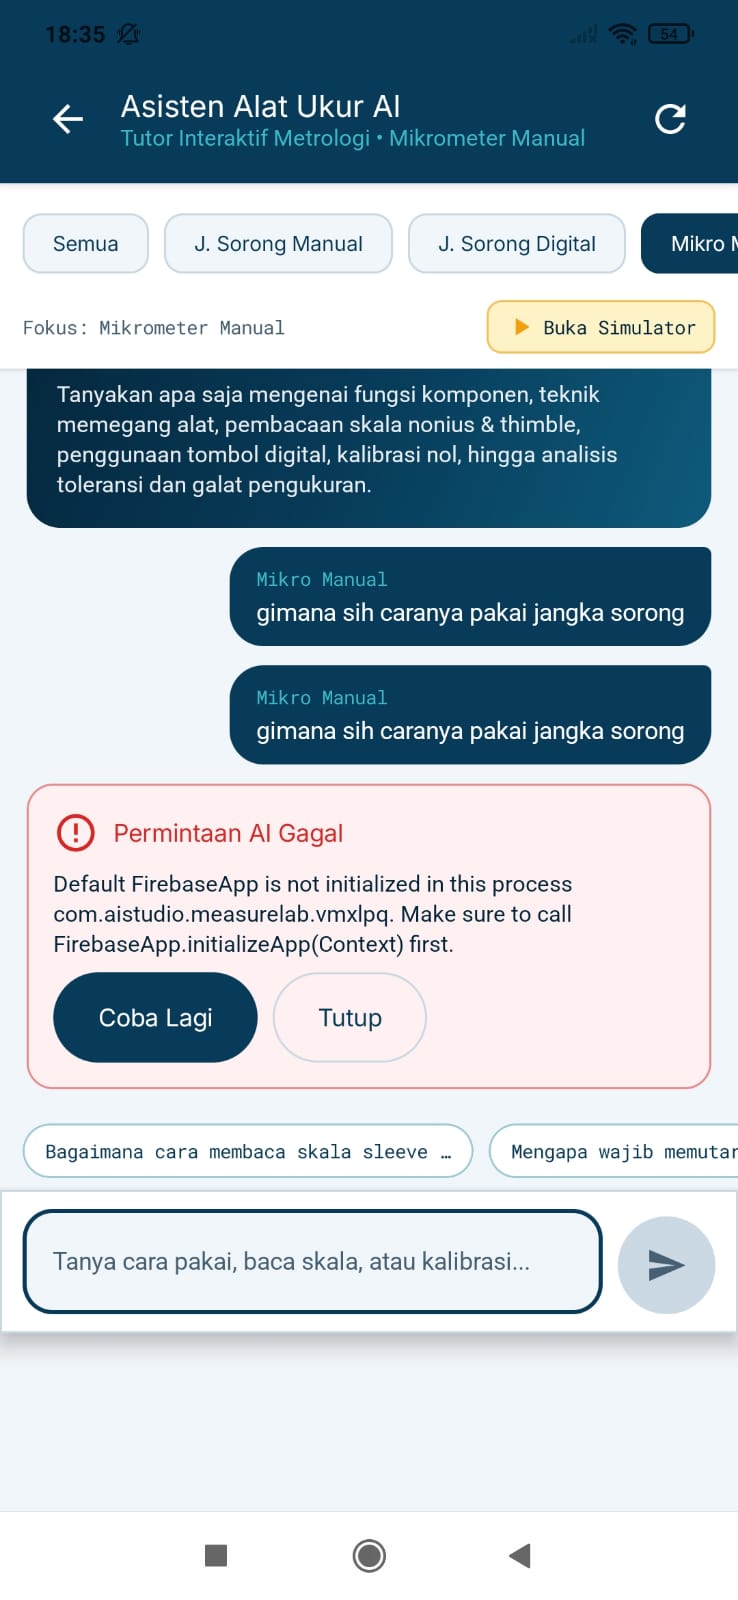 18:35
54
Asisten Alat Ukur AI
Tutor Interaktif Metrologi • Mikrometer Manual
Semua
J. Sorong Manual
J. Sorong Digital
Mikro M
Fokus: Mikrometer Manual
Buka Simulator
Tanyakan apa saja mengenai fungsi komponen, teknik
memegang alat, pembacaan skala nonius & thimble,
penggunaan tombol digital, kalibrasi nol, hingga analisis
toleransi dan galat pengukuran.
Mikro Manual
gimana sih caranya pakai jangka sorong
Mikro Manual
gimana sih caranya pakai jangka sorong
Permintaan AI Gagal
Default FirebaseApp is not initialized in this process
com.aistudio.measurelab.vmxlpq. Make sure to call
FirebaseApp.initializeApp(Context) first.
Coba Lagi
Tutup
Bagaimana cara membaca skala sleeve …
Mengapa wajib memutar
Tanya cara pakai, baca skala, atau kalibrasi...